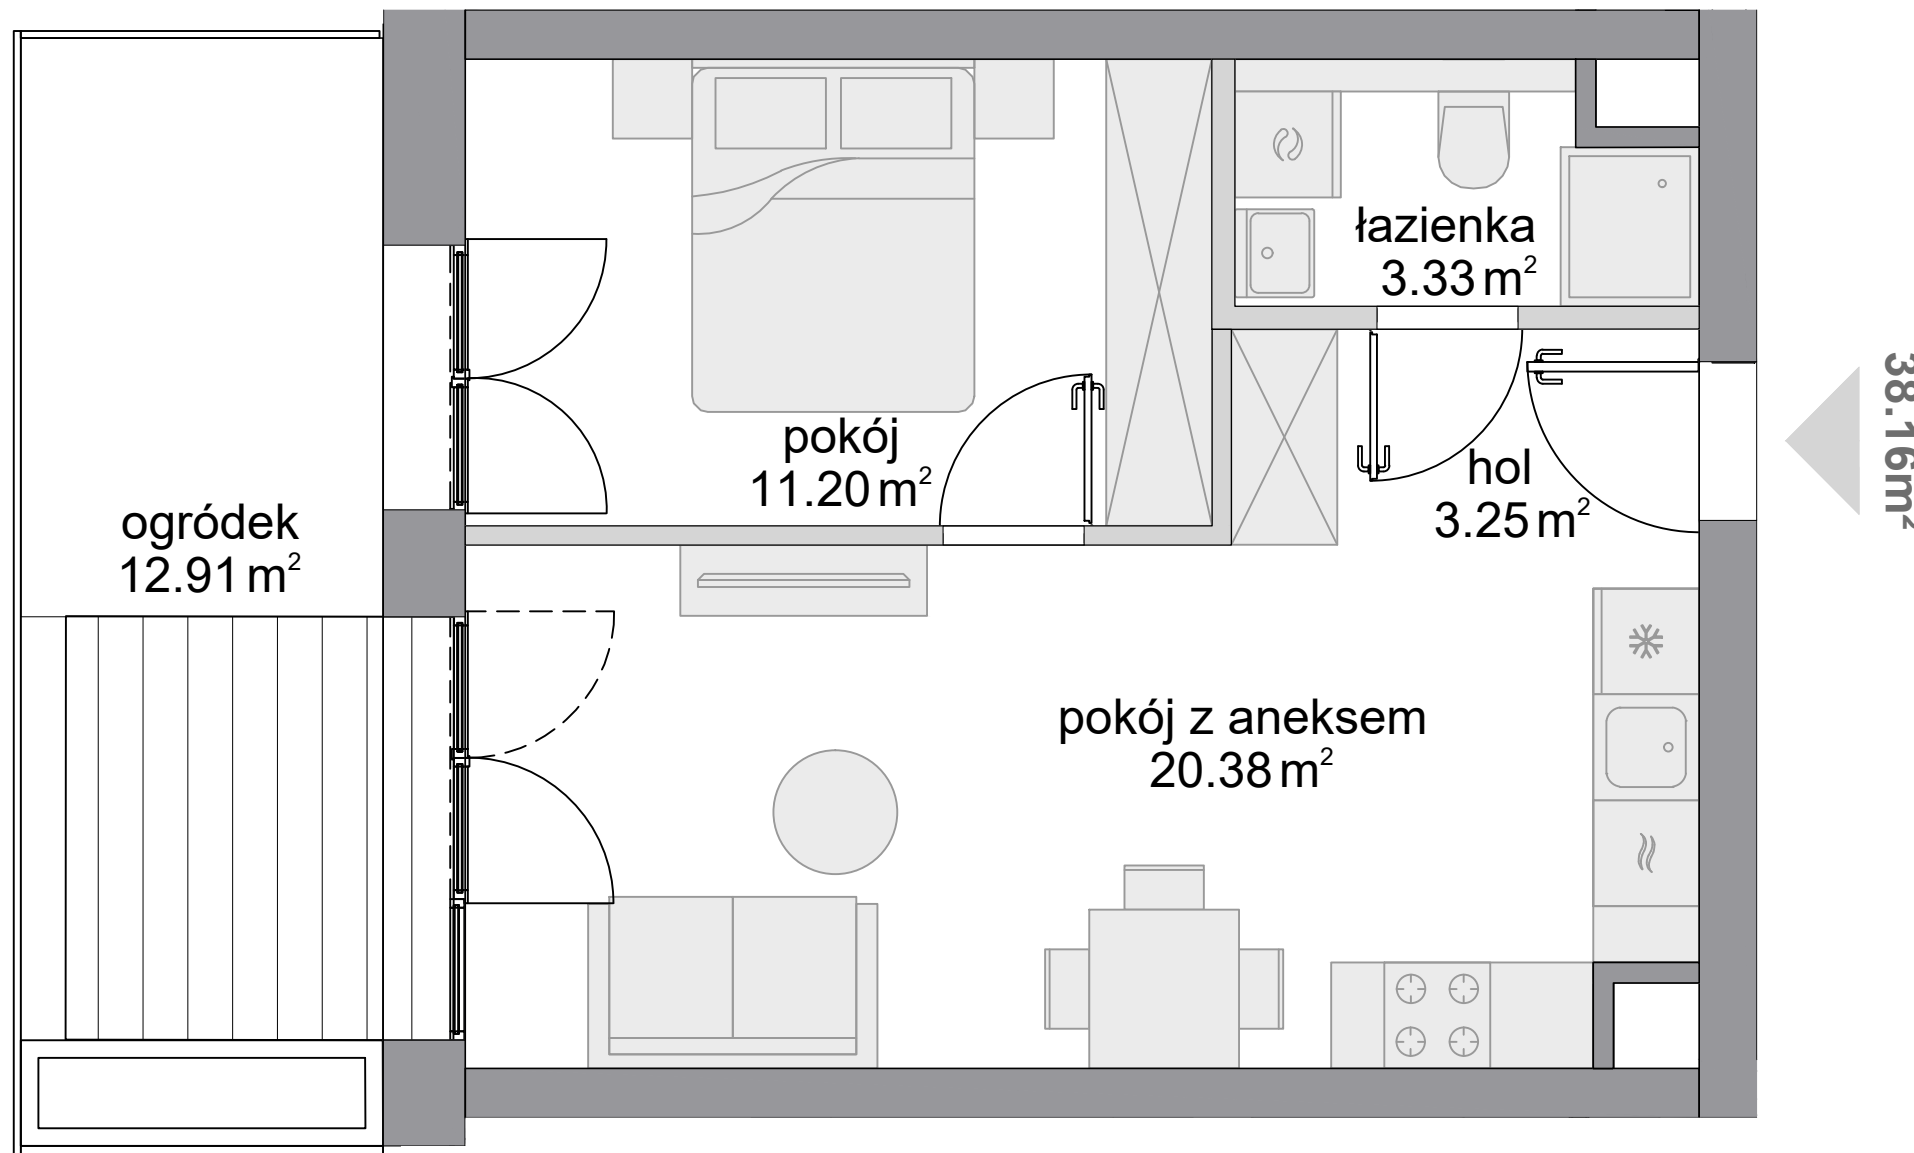 łazienka
3.33 m²
pokój
11.20 m²
hol
3.25 m²
38.16m²
ogródek
12.91 m²
pokój z aneksem
20.38 m²